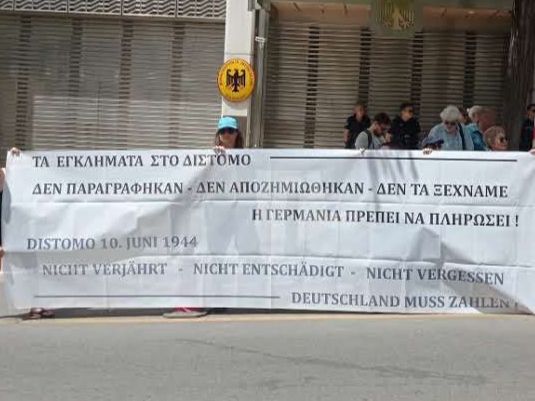 ΤΑ ΕΓΚΛΗΜΑΤΑ ΣΤΟ ΔΙΣΤΟΜΟ
ΔΕΝ ΠΑΡΑΓΡΑΦΗΚΑΝ - ΔΕΝ ΑΠΟΖΗΜΙΩΘΗΚΑΝ - ΔΕΝ ΤΑ ΞΕΧΝΑΜΕ
Η ΓΕΡΜΑΝΙΑ ΠΡΕΠΕΙ ΝΑ ΠΛΗΡΩΣΕΙ !
DISTOMO 10. JUNI 1944
NICHT VERJÄHRT - NICHT ENTSCHÄDIGT - NICHT VERGESSEN
DEUTSCHLAND MUSS ZAHLEN !